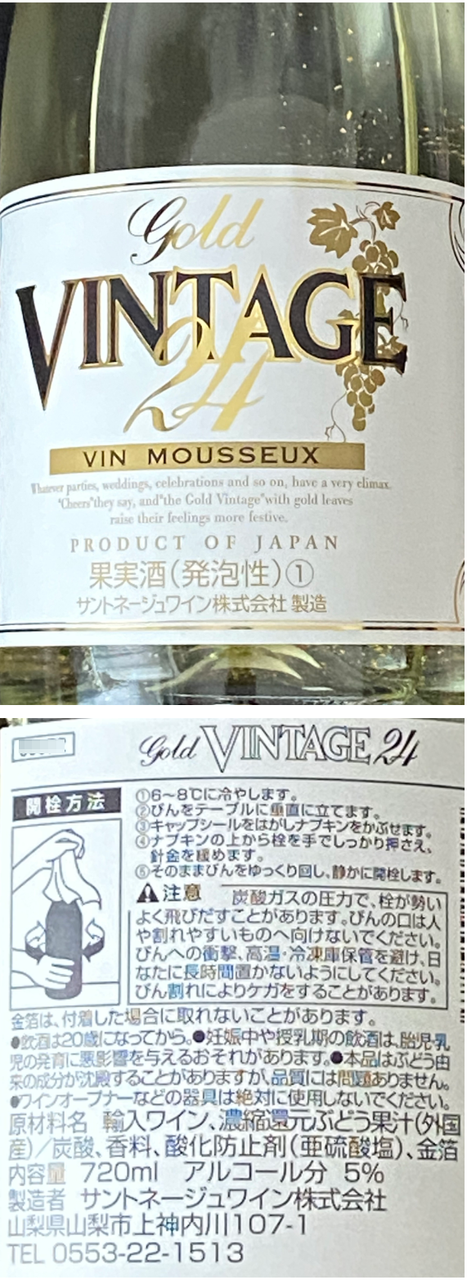 Gold
VINTAGE
24
VIN MOUSSEUX
Whatever parties, weddings, celebrations and so on, have a very climax.
"Cheers"they say, and"the Gold Vintage"with gold leaves
raise their feelings more festive.
PRODUCT OF JAPAN
果実酒(発泡性)①
サントネージュワイン株式会社 製造
Gold VINTAGE 24
開栓方法
①6〜8℃に冷やします。
②びんをテーブルに垂直に立てます。
③キャップシールをはがしナプキンをかぶせます。
④ナプキンの上から栓を手でしっかり押さえ、
針金を緩めます。
⑤そのままびんをゆっくり回し、静かに開栓します。
⚠注意 炭酸ガスの圧力で、栓が勢い
よく飛びだすことがあります。びんの口は人
や割れやすいものへ向けないでください。
びんへの衝撃、高温・冷凍庫保管を避け、日
なたに長時間置かないようにしてください。
びん割れによりケガをすることがあります。
金箔は、付着した場合に取れないことがあります。
●飲酒は20歳になってから。●妊娠中や授乳期の飲酒は、胎児・乳
児の発育に悪影響を与えるおそれがあります。●本品はぶどう由
来の成分が沈殿することがありますが、品質には問題ありません。
●ワインオープナーなどの器具は絶対に使用しないでください。
原材料名 輸入ワイン、濃縮還元ぶどう果汁(外国
産)/炭酸、香料、酸化防止剤(亜硫酸塩)、金箔
内容量 720ml アルコール分 5%
製造者 サントネージュワイン株式会社
山梨県山梨市上神内川107-1
TEL 0553-22-1513